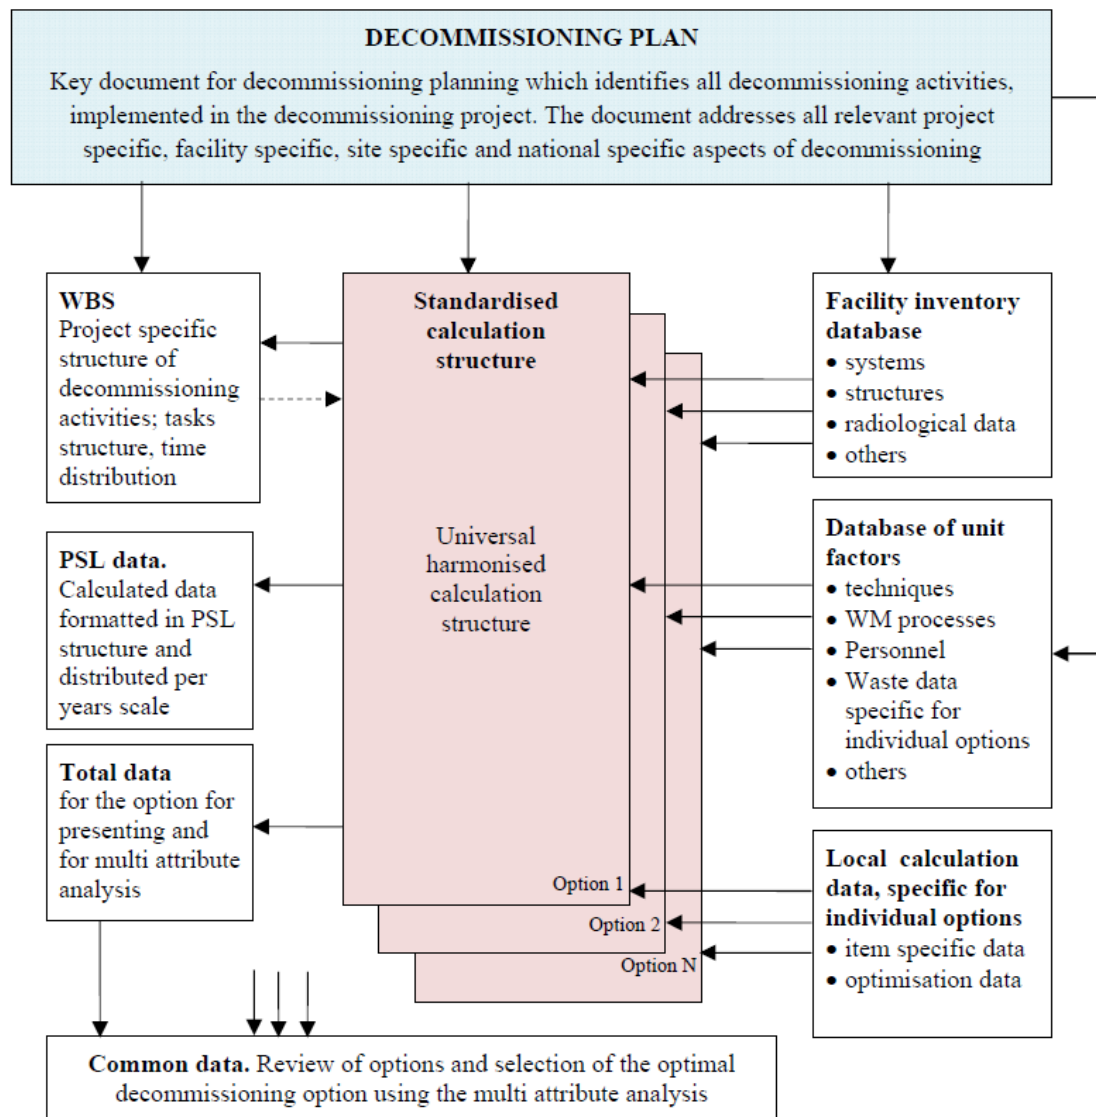 DECOMMISSIONING PLAN
Key document for decommissioning planning which identifies all decommissioning activities,
implemented in the decommissioning project. The document addresses all relevant project
specific, facility specific, site specific and national specific aspects of decommissioning
WBS
Project specific
structure of
decommissioning
activities; tasks
structure, time
distribution
PSL data.
Calculated data
formatted in PSL
structure and
distributed per
years scale
Total data
for the option for
presenting and
for multi attribute
analysis
Standardised
calculation
structure
Universal
harmonised
calculation
structure
Option 1
Option 2
Option N
Facility inventory
database
• systems
• structures
• radiological data
• others
Database of unit
factors
• techniques
• WM processes
• Personnel
• Waste data
specific for
individual options
• others
Local calculation
data, specific for
individual options
• item specific data
• optimisation data
Common data. Review of options and selection of the optimal
decommissioning option using the multi attribute analysis